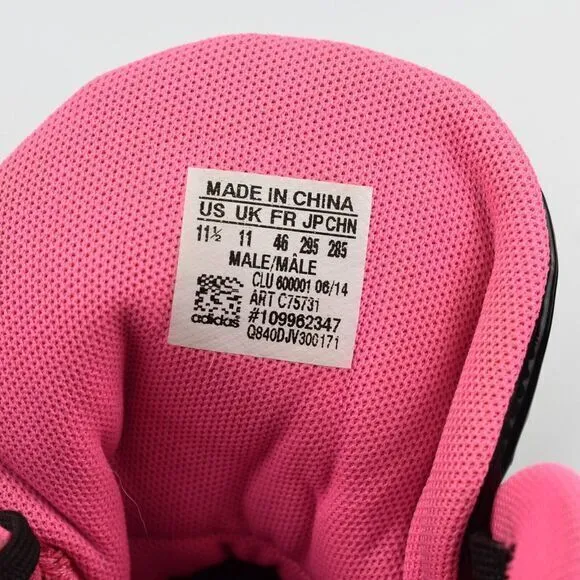 MADE IN CHINA
US UK FR JP CHN
11½ 11 46 295 285
MALE/MÂLE
CLU 600001 06/14
ART C75731
#109962347
adidas Q840DJV300171